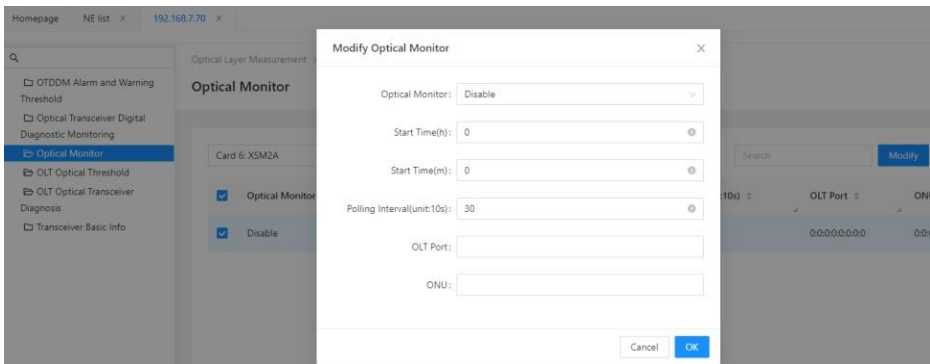 Homepage NE list × 192.168.7.70 ×
OTDDM Alarm and Warning
Threshold
Optical Transceiver Digital
Diagnostic Monitoring
Optical Monitor
OLT Optical Threshold
OLT Optical Transceiver
Diagnosis
Transceiver Basic Info
Optical Layer Measurement
Optical Monitor
Card 6: XSM2A
Search
Modify
Optical Monitor
:10s)
OLT Port
ON
Disable
0:0:0:0:0:0:0
0:0:
Modify Optical Monitor ×
Optical Monitor: Disable
Start Time(h): 0
Start Time(m): 0
Polling Interval(unit:10s): 30
OLT Port:
ONU:
Cancel OK